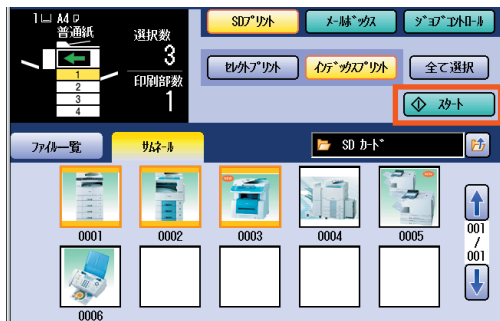 1 A4
普通紙
選択数
3
印刷部数
1
1
2
3
4
SDプリント
メールボックス
ジョブコントロール
セレクトプリント
インデックスプリント
全て選択
スタート
ファイル一覧
サムネール
SD カード
0001
0002
0003
0004
0005
0006
001
/
001